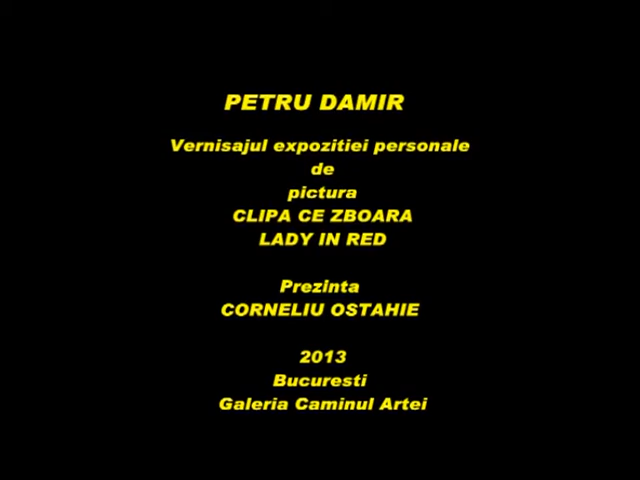 PETRU DAMIR
Vernisajul expozitiei personale
de
pictura
CLIPA CE ZBOARA
LADY IN RED
Prezinta
CORNELIU OSTAHIE
2013
Bucuresti
Galeria Caminul Artei